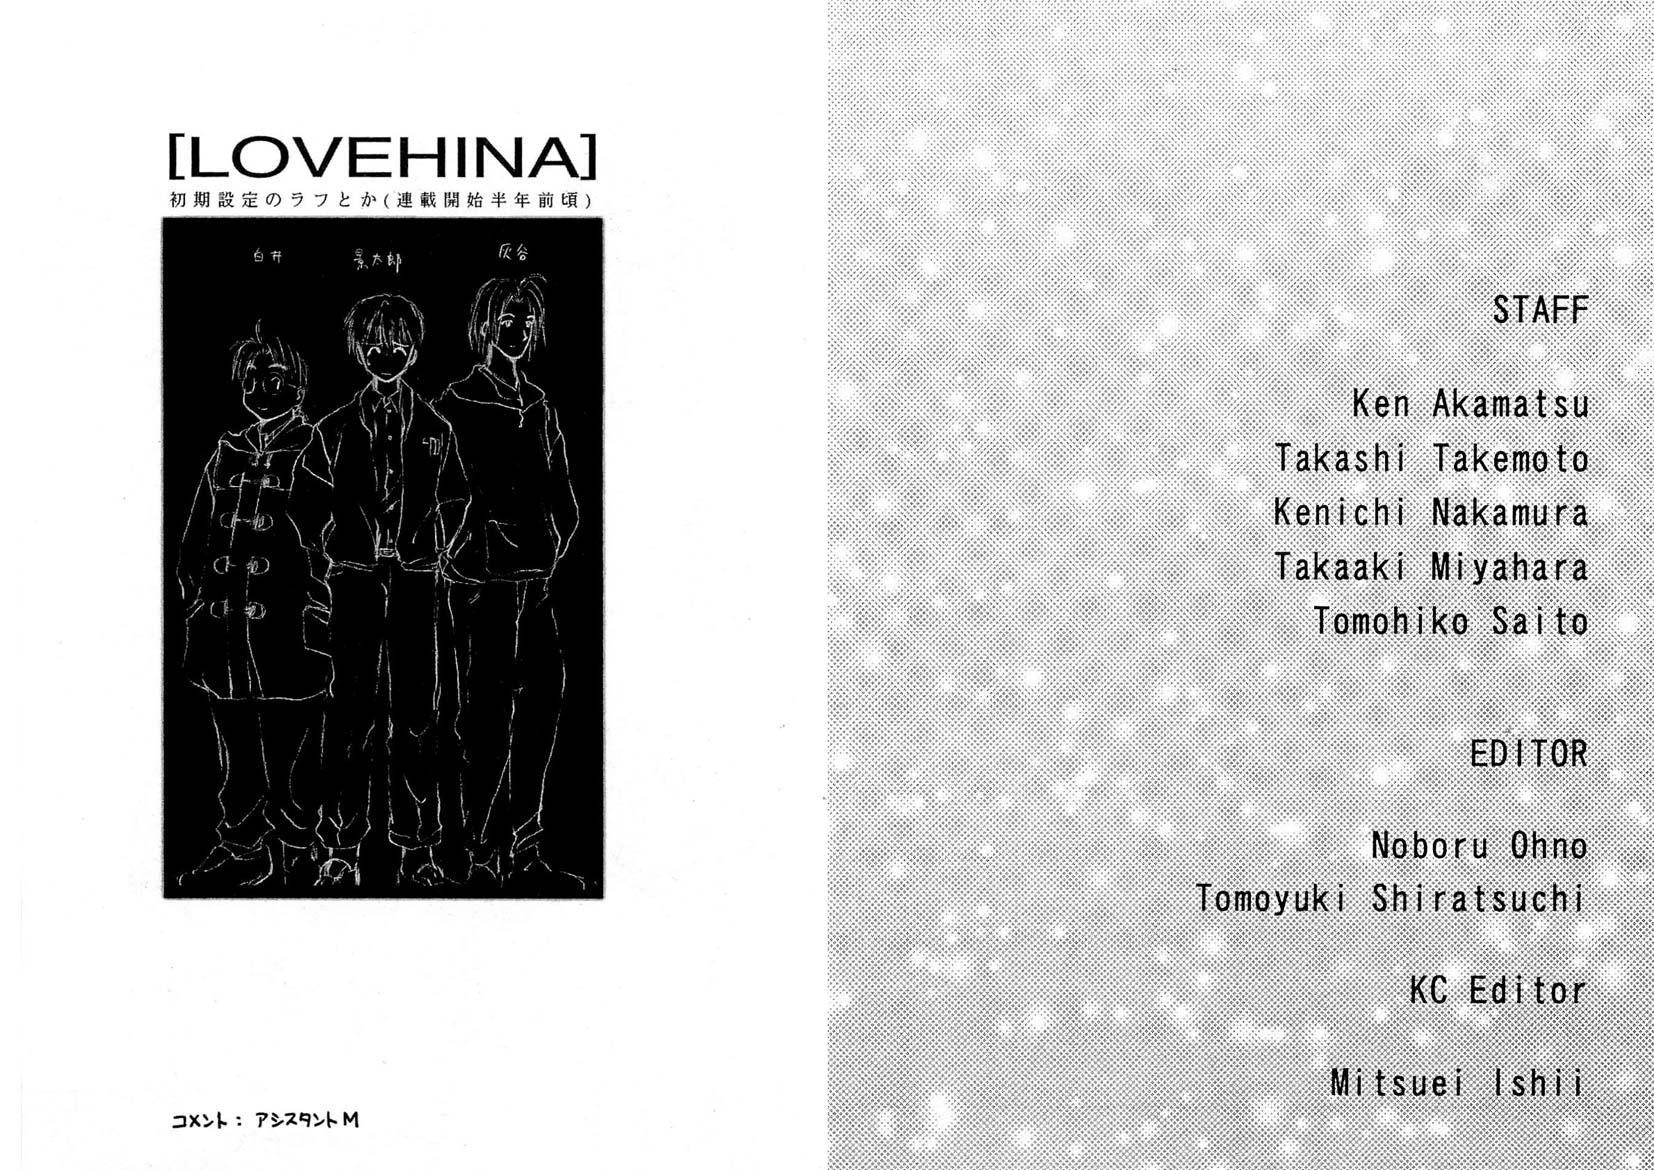 [LOVEHINA]
初期設定のラフとか(連載開始半年前頃)
白井
景太郎
灰谷
コメント: アシスタントM
STAFF
Ken Akamatsu
Takashi Takemoto
Kenichi Nakamura
Takaaki Miyahara
Tomohiko Saito
EDITOR
Noboru Ohno
Tomoyuki Shiratsuchi
KC Editor
Mitsuei Ishii